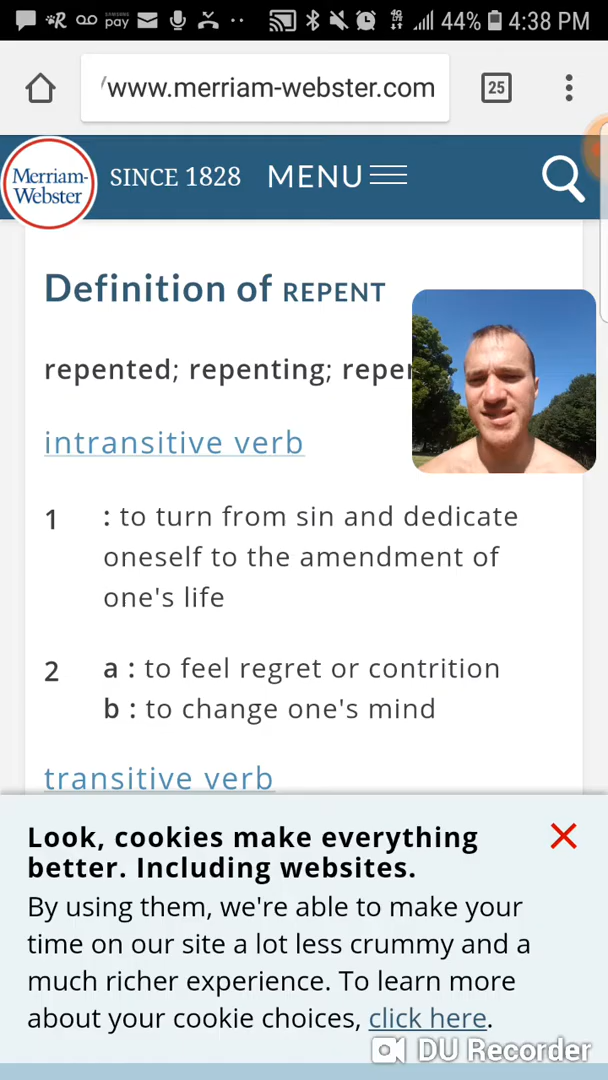 SAMSUNG
pay
4G
LTE
44%
4:38 PM
www.merriam-webster.com
25
Merriam-
Webster
SINCE 1828
MENU
Definition of REPENT
repented; repenting;
intransitive verb
1 : to turn from sin and dedicate
oneself to the amendment of
one's life
2 a : to feel regret or contrition
b : to change one's mind
transitive verb
Look, cookies make everything
better. Including websites.
By using them, we're able to make your
time on our site a lot less crummy and a
much richer experience. To learn more
about your cookie choices, click here.
DU Recorder